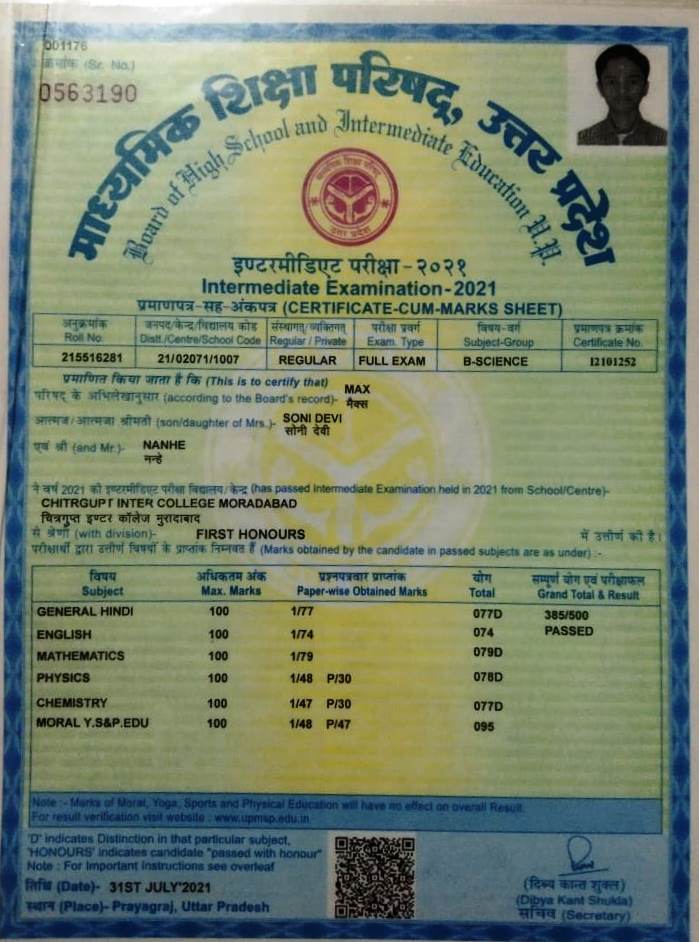 001176
क्रमांक (Sr. No.)
0563190
माध्यमिक शिक्षा परिषद्, उत्तर प्रदेश
Board of High School and Intermediate Education U.P.
माध्यमिक शिक्षा परिषद्
उत्तर प्रदेश
इण्टरमीडिएट परीक्षा - २०२१
Intermediate Examination - 2021
प्रमाणपत्र-सह-अंकपत्र (CERTIFICATE-CUM-MARKS SHEET)
अनुक्रमांक जनपद/केन्द्र/विद्यालय कोड संस्थागत/व्यक्तिगत परीक्षा प्रवर्ग विषय-वर्ग प्रमाणपत्र क्रमांक
Roll No. Distt./Centre/School Code Regular / Private Exam. Type Subject-Group Certificate No.
215516281 21/02071/1007 REGULAR FULL EXAM B-SCIENCE I2101252
प्रमाणित किया जाता है कि (This is to certify that)
परिषद् के अभिलेखानुसार (according to the Board's record)- MAX
मैक्स
आत्मज/आत्मजा श्रीमती (son/daughter of Mrs.)- SONI DEVI
सोनी देवी
एवं श्री (and Mr.)- NANHE
नन्हे
ने वर्ष 2021 की इण्टरमीडिएट परीक्षा विद्यालय/केन्द्र (has passed Intermediate Examination held in 2021 from School/Centre)-
CHITRGUPT INTER COLLEGE MORADABAD
चित्रगुप्त इण्टर कॉलेज मुरादाबाद
से श्रेणी (with division)- FIRST HONOURS में उत्तीर्ण की है।
परीक्षार्थी द्वारा उत्तीर्ण विषयों के प्राप्तांक निम्नवत हैं (Marks obtained by the candidate in passed subjects are as under) :-
विषय अधिकतम अंक प्रश्नपत्रवार प्राप्तांक योग सम्पूर्ण योग एवं परीक्षाफल
Subject Max. Marks Paper-wise Obtained Marks Total Grand Total & Result
GENERAL HINDI 100 1/77 077D 385/500
ENGLISH 100 1/74 074 PASSED
MATHEMATICS 100 1/79 079D
PHYSICS 100 1/48 P/30 078D
CHEMISTRY 100 1/47 P/30 077D
MORAL Y.S&P.EDU 100 1/48 P/47 095
Note :- Marks of Moral, Yoga, Sports and Physical Education will have no effect on overall Result.
For result verification visit website : www.upmsp.edu.in
'D' indicates Distinction in that particular subject,
'HONOURS' indicates candidate "passed with honour"
Note : For Important Instructions see overleaf
तिथि (Date)- 31ST JULY'2021
स्थान (Place)- Prayagraj, Uttar Pradesh
(दिव्य कान्त शुक्ल)
(Dibya Kant Shukla)
सचिव (Secretary)